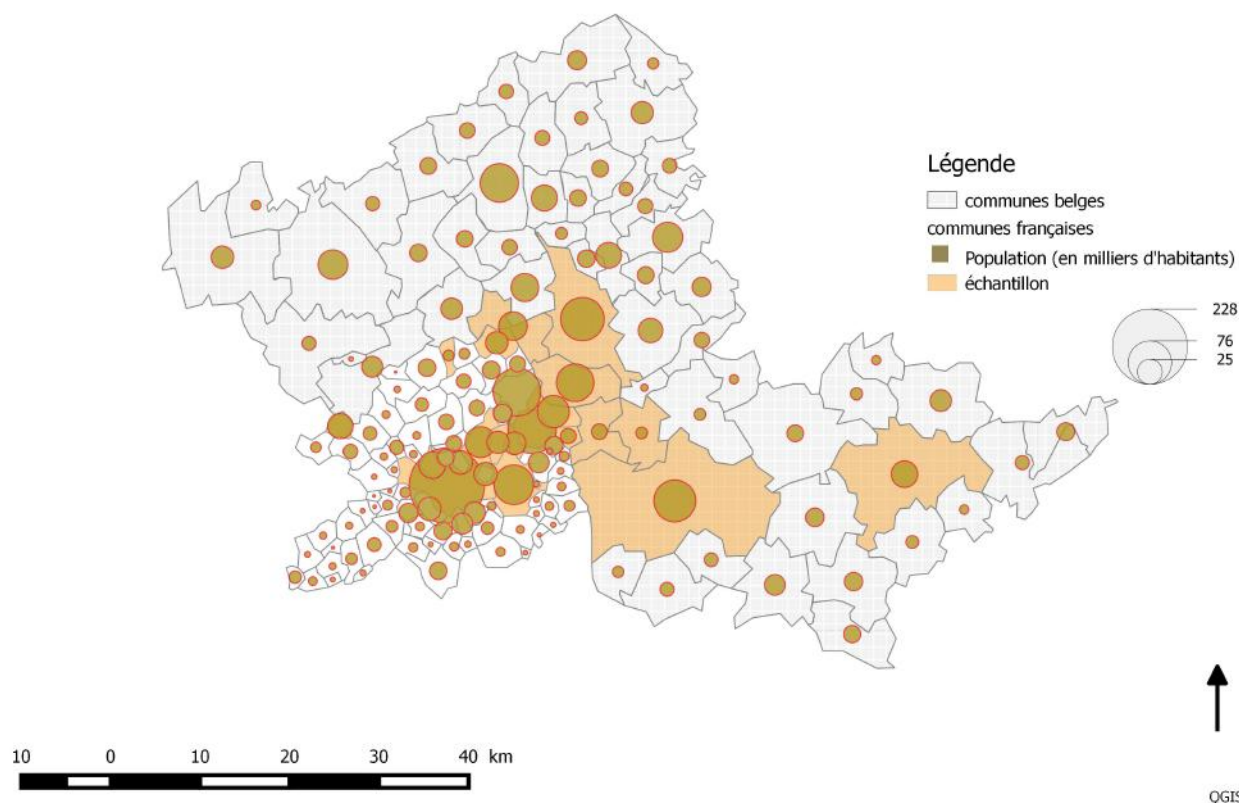 Légende
communes belges
communes françaises
Population (en milliers d'habitants)
échantillon
228
76
25
10 0 10 20 30 40 km
QGIS